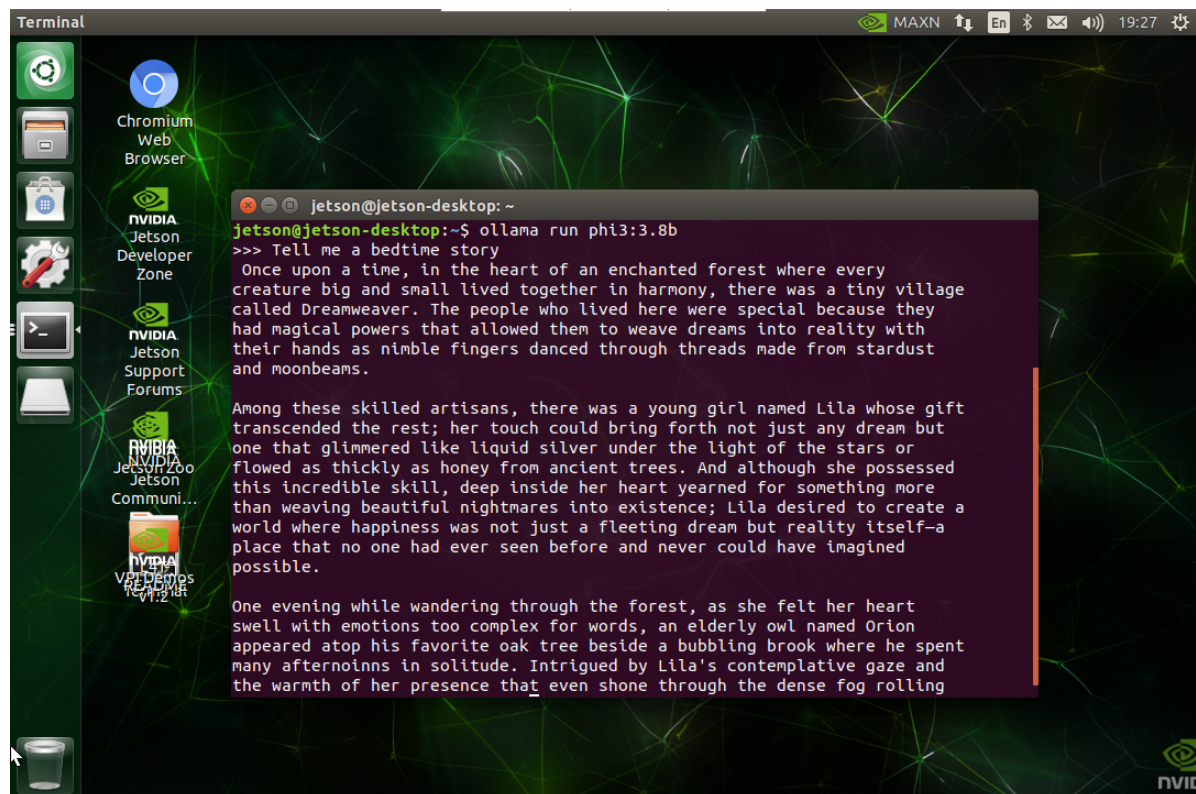 Terminal
MAXN
En
19:27
Chromium
Web
Browser
NVIDIA.
Jetson
Developer
Zone
NVIDIA.
Jetson
Support
Forums
NVIDIA
Jetson Zoo
Jetson
Communi...
NVIDIA
VPI Demos
v1.2
README
jetson@jetson-desktop: ~
jetson@jetson-desktop:~$ ollama run phi3:3.8b
>>> Tell me a bedtime story
Once upon a time, in the heart of an enchanted forest where every
creature big and small lived together in harmony, there was a tiny village
called Dreamweaver. The people who lived here were special because they
had magical powers that allowed them to weave dreams into reality with
their hands as nimble fingers danced through threads made from stardust
and moonbeams.
Among these skilled artisans, there was a young girl named Lila whose gift
transcended the rest; her touch could bring forth not just any dream but
one that glimmered like liquid silver under the light of the stars or
flowed as thickly as honey from ancient trees. And although she possessed
this incredible skill, deep inside her heart yearned for something more
than weaving beautiful nightmares into existence; Lila desired to create a
world where happiness was not just a fleeting dream but reality itself—a
place that no one had ever seen before and never could have imagined
possible.
One evening while wandering through the forest, as she felt her heart
swell with emotions too complex for words, an elderly owl named Orion
appeared atop his favorite oak tree beside a bubbling brook where he spent
many afternoinns in solitude. Intrigued by Lila's contemplative gaze and
the warmth of her presence that even shone through the dense fog rolling